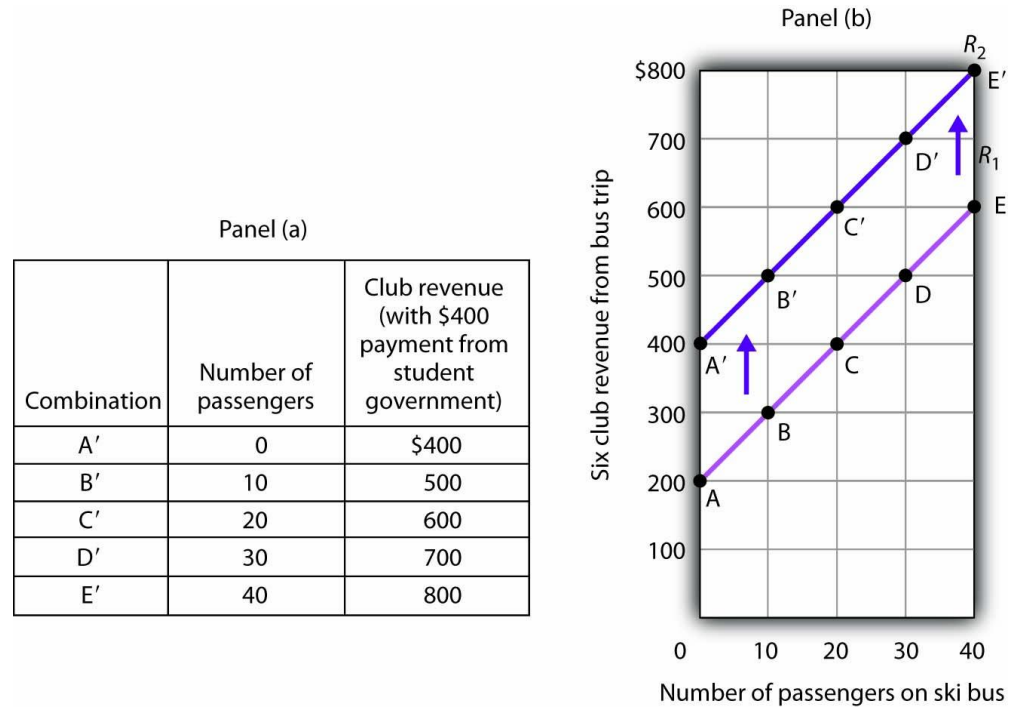 Panel (a)
Combination
Number of
passengers
Club revenue
(with $400
payment from
student
government)
A′ 0 $400
B′ 10 500
C′ 20 600
D′ 30 700
E′ 40 800
Panel (b)
R2
$800
E′
700
D′
R1
600
E
C′
500
B′
D
400
A′
C
300
B
200
A
100
0 10 20 30 40
Six club revenue from bus trip
Number of passengers on ski bus